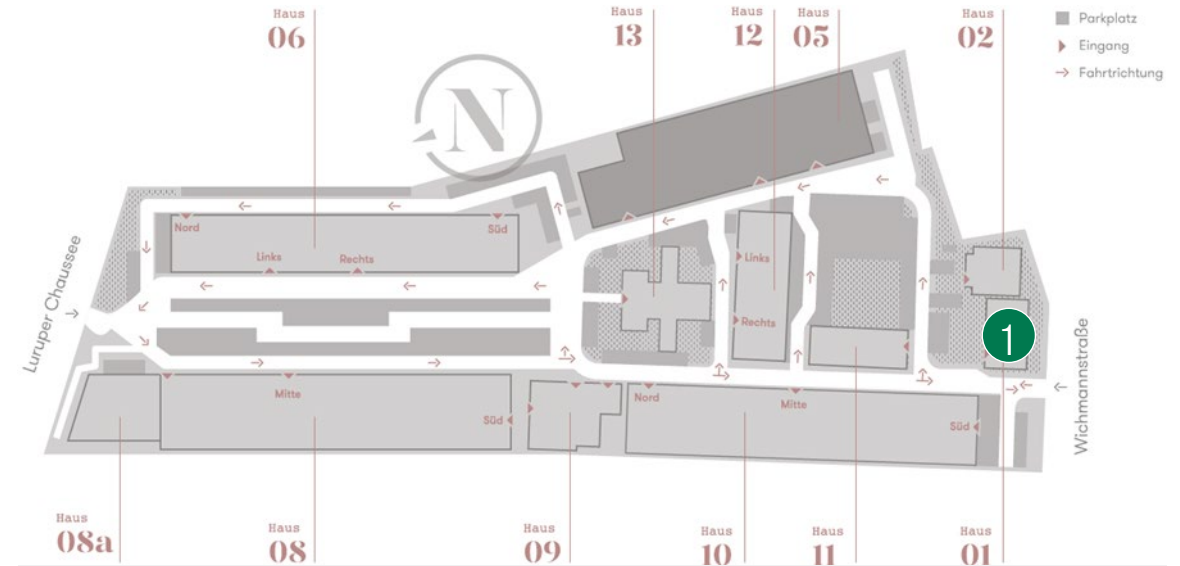 Haus
06
Haus
13
Haus
12
Haus
05
Haus
02
Parkplatz
Eingang
Fahrtrichtung
N
Nord
Süd
Links
Rechts
Links
Rechts
1
Luruper Chaussee
Wichmannstraße
Mitte
Süd
Nord
Mitte
Süd
Haus
08a
Haus
08
Haus
09
Haus
10
Haus
11
Haus
01